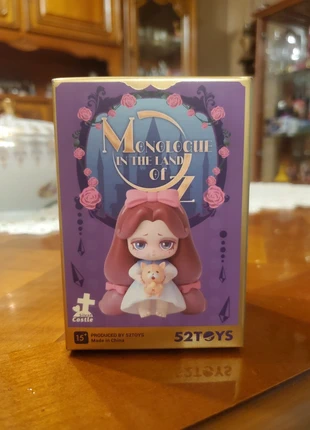 MONOLOGUE
IN THE LAND
OF
OZ
Castle
15+
PRODUCED BY 52TOYS
Made in China
52TOYS